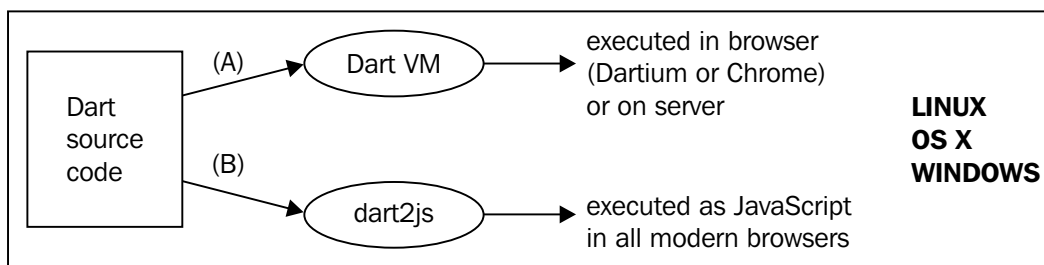 Dart
source
code
(A)
Dart VM
executed in browser
(Dartium or Chrome)
or on server
(B)
dart2js
executed as JavaScript
in all modern browsers
LINUX
OS X
WINDOWS